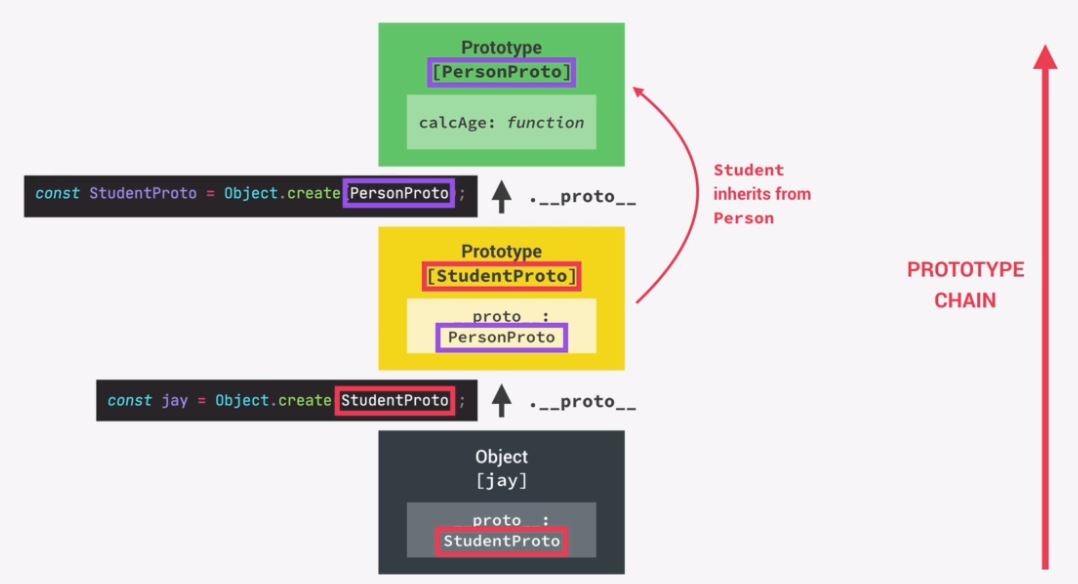 Prototype
[PersonProto]
calcAge: function
const StudentProto = Object.create PersonProto ;
.__proto__
Student
inherits from
Person
Prototype
[StudentProto]
__proto__:
PersonProto
PROTOTYPE
CHAIN
const jay = Object.create StudentProto ;
.__proto__
Object
[jay]
__proto__:
StudentProto